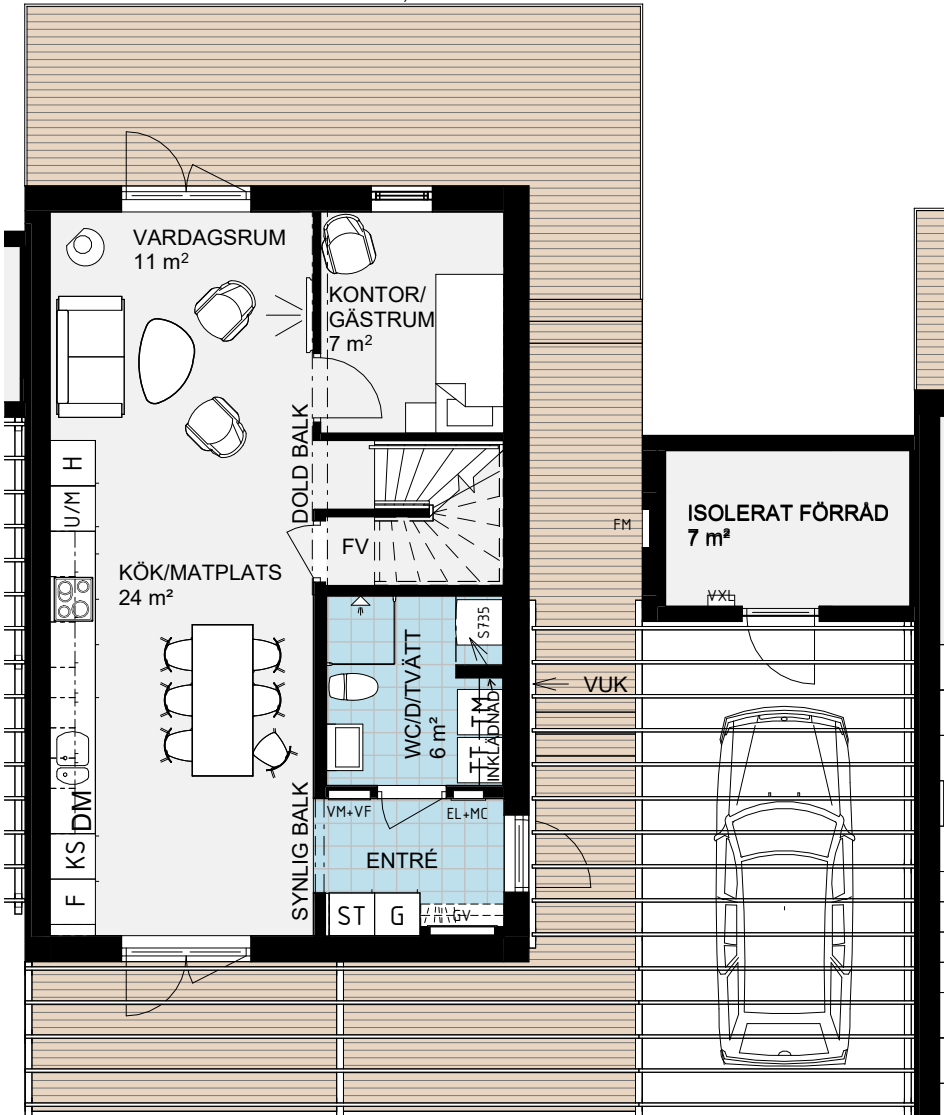 VARDAGSRUM
11 m²
KONTOR/
GÄSTRUM
7 m²
DOLD BALK
H
U/M
FV
FM
ISOLERAT FÖRRÅD
7 m²
VXL
KÖK/MATPLATS
24 m²
WC/D/TVÄTT
6 m²
S735
VUK
TT TM
INKLÄDNAD
DM
KS
F
SYNLIG BALK
VM+VF
EL+MC
ENTRÉ
ST
G
GV